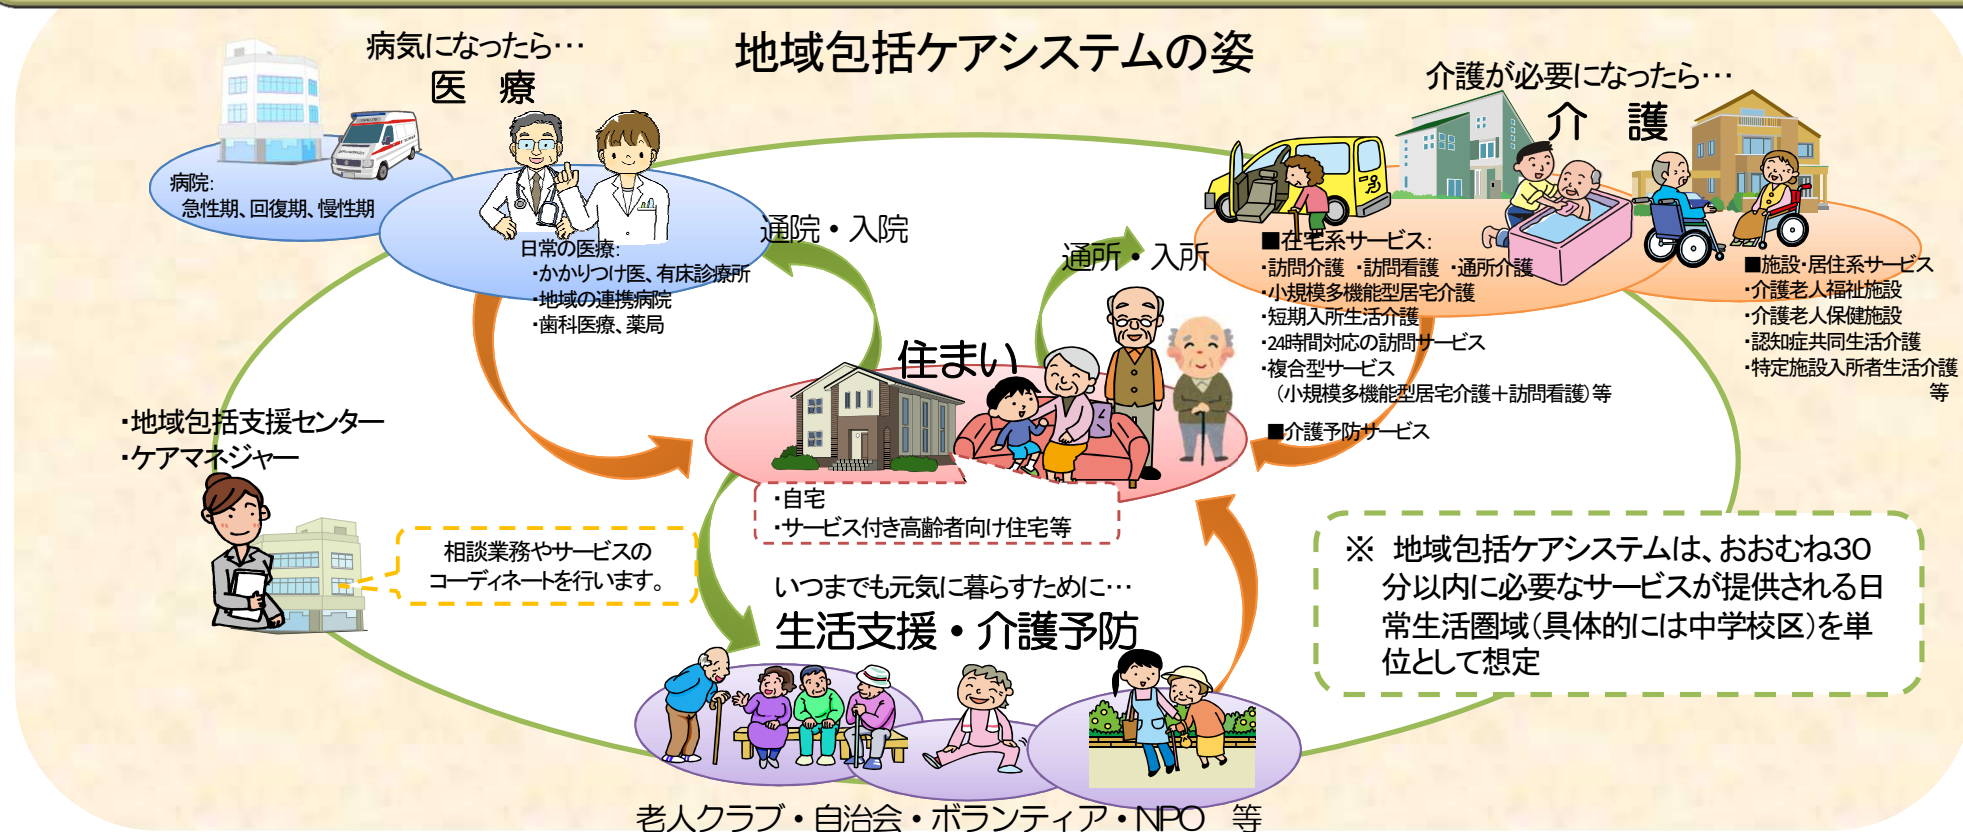 地域包括ケアシステムの姿
病気になったら･･･
医　療
病院:
急性期、回復期、慢性期
日常の医療:
・かかりつけ医、有床診療所
・地域の連携病院
・歯科医療、薬局
通院・入院
通所・入所
介護が必要になったら･･･
介　護
■在宅系サービス:
・訪問介護 ・訪問看護 ・通所介護
・小規模多機能型居宅介護
・短期入所生活介護
・24時間対応の訪問サービス
・複合型サービス
（小規模多機能型居宅介護＋訪問看護）等
■介護予防サービス
■施設・居住系サービス
・介護老人福祉施設
・介護老人保健施設
・認知症共同生活介護
・特定施設入所者生活介護
等
住まい
・自宅
・サービス付き高齢者向け住宅等
・地域包括支援センター
・ケアマネジャー
相談業務やサービスの
コーディネートを行います。
いつまでも元気に暮らすために･･･
生活支援・介護予防
老人クラブ・自治会・ボランティア・NPO　等
※　地域包括ケアシステムは、おおむね30
分以内に必要なサービスが提供される日
常生活圏域（具体的には中学校区）を単
位として想定